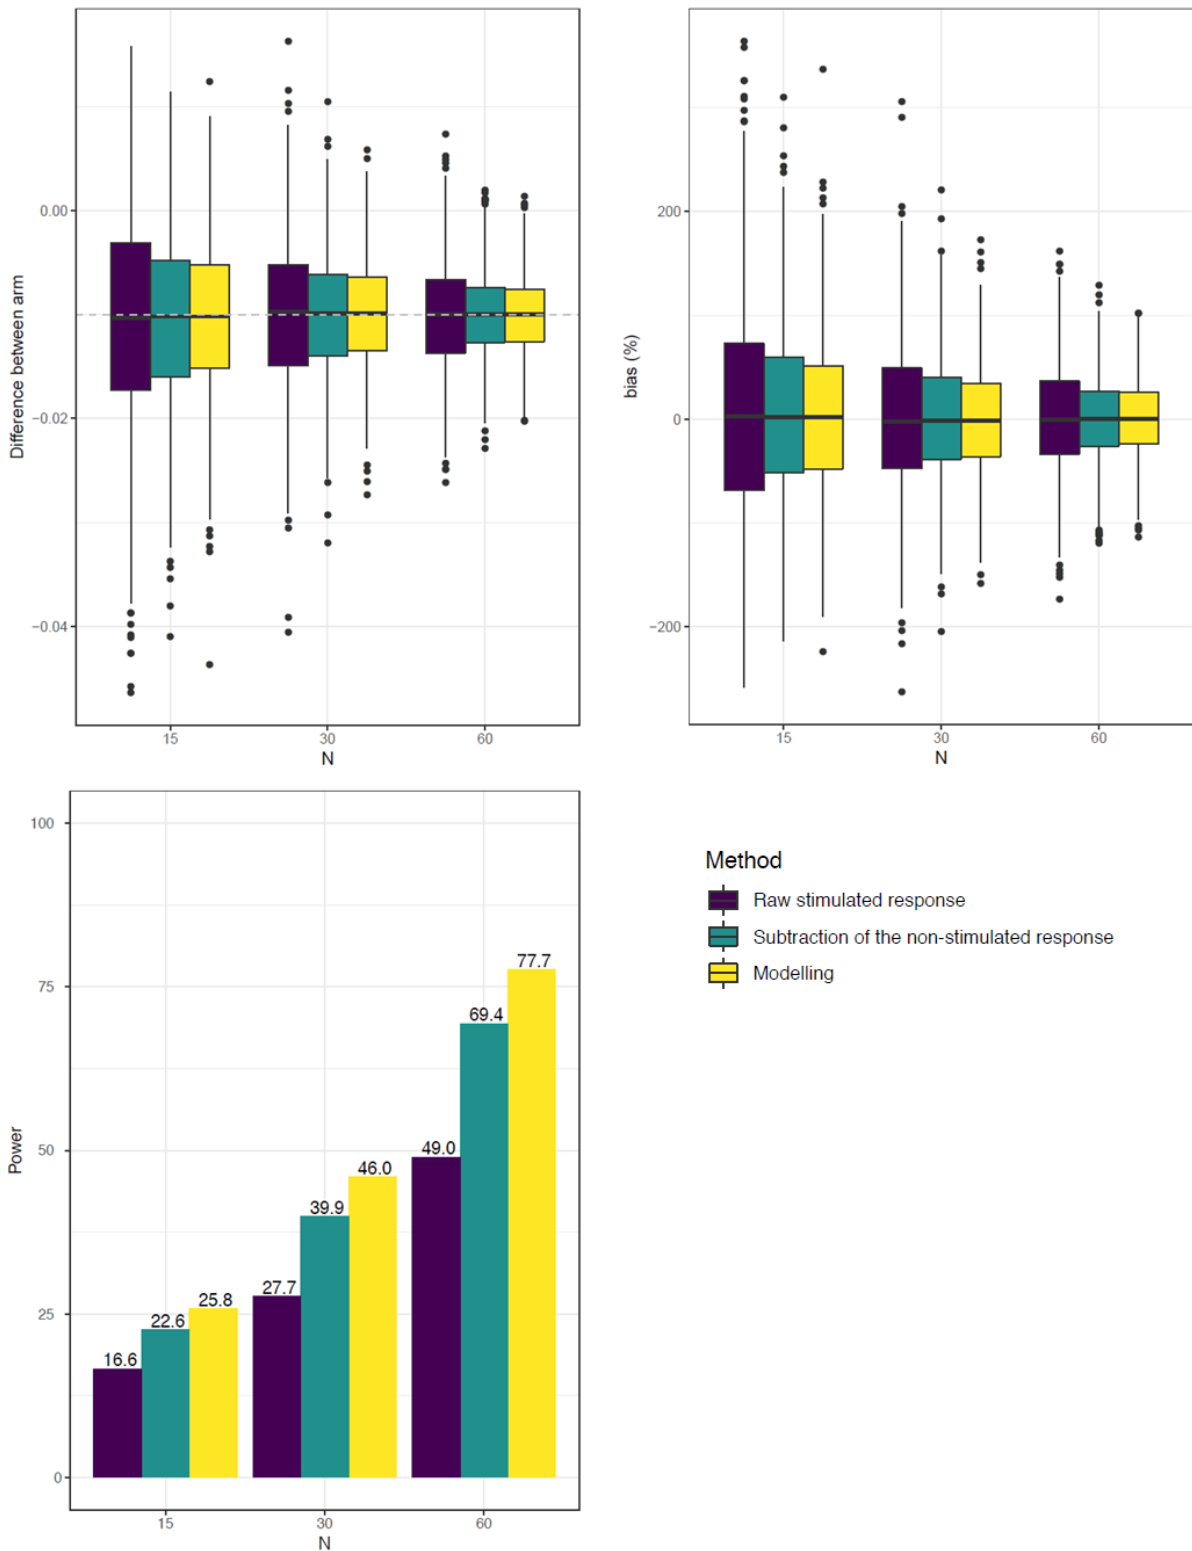 Difference between arm
0.00
−0.02
−0.04
15
30
60
N
bias (%)
200
0
−200
15
30
60
N
Power
100
75
50
25
0
16.6
22.6
25.8
27.7
39.9
46.0
49.0
69.4
77.7
15
30
60
N
Method
Raw stimulated response
Subtraction of the non-stimulated response
Modelling